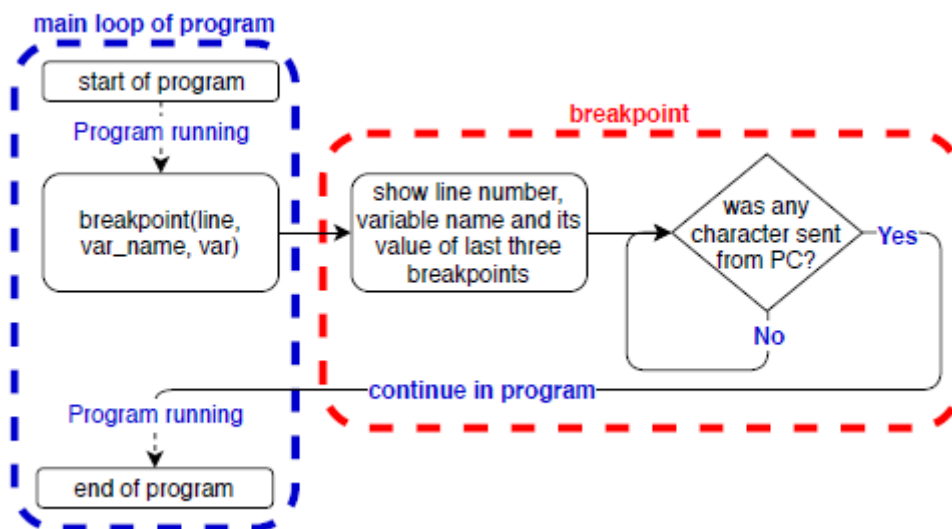 main loop of program
start of program
Program running
breakpoint(line,
var_name, var)
breakpoint
show line number,
variable name and its
value of last three
breakpoints
was any
character sent
from PC?
Yes
No
continue in program
Program running
end of program